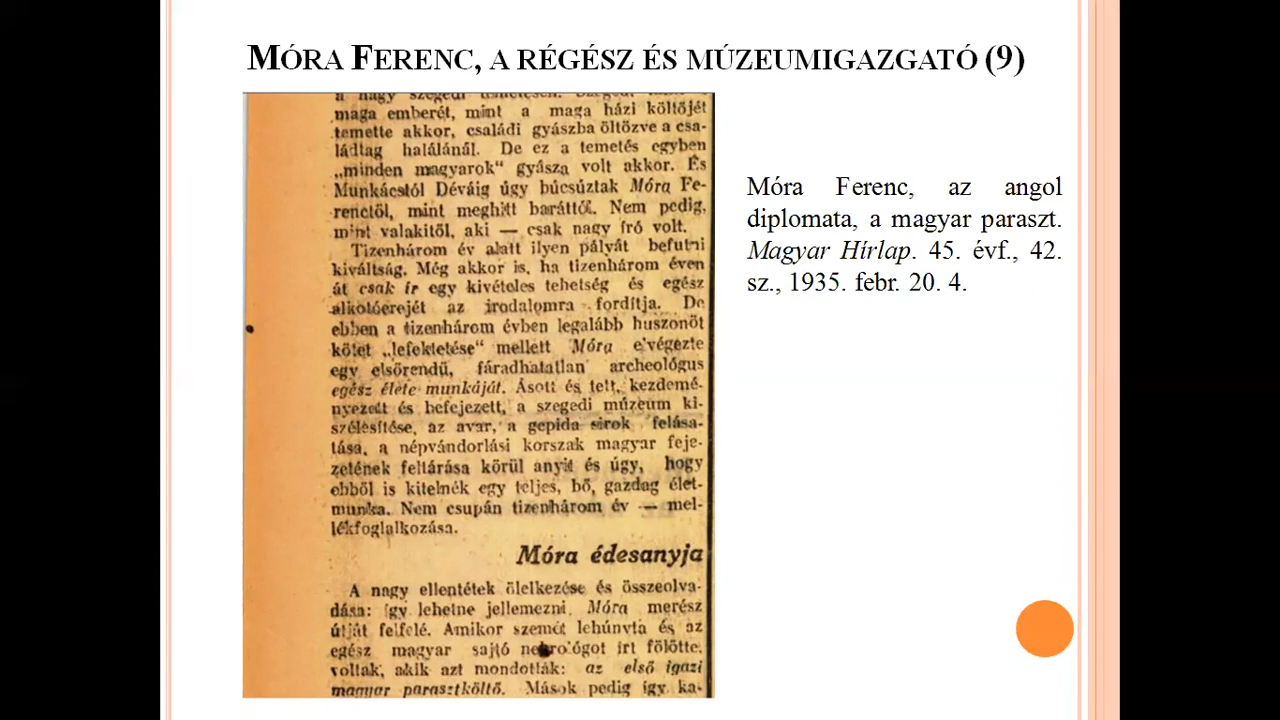 MÓRA FERENC, A RÉGÉSZ ÉS MÚZEUMIGAZGATÓ (9)
a nagy szegedi temetésen. Szeged
maga emberét, mint a maga házi költőjét
temette akkor, családi gyászba öltözve a csa-
ládtag halálánál. De ez a temetés egyben
„minden magyarok" gyásza volt akkor. És
Munkácstól Déváig úgy búcsúztak Móra Fe-
renctől, mint meghitt baráttól. Nem pedig,
mint valakitől, aki — csak nagy író volt.
Tizenhárom év alatt ilyen pályát befutni
kiváltság. Még akkor is, ha tizenhárom éven
át csak ír egy kivételes tehetség és egész
alkotóerejét az irodalomra fordítja. De
ebben a tizenhárom évben legalább huszonöt
kötet „lefektetése" mellett Móra elvégezte
egy elsőrendű, fáradhatatlan archeológus
egész élete munkáját. Ásott és tett, kezdemé-
nyezett és befejezett, a szegedi múzeum ki-
szélesítése, az avar, a gepida sírok felása-
tása, a népvándorlási korszak magyar feje-
zetének feltárása körül annyit és úgy, hogy
ebből is kitelnék egy teljes, bő, gazdag élet-
munka. Nem csupán tizenhárom év — mel-
lékfoglalkozása.
Móra édesanyja
A nagy ellentétek ölelkezése és összeolva-
dása: így lehetne jellemezni Móra merész
útját felfelé. Amikor szemét lehúnyta és az
egész magyar sajtó nekrológot írt fölötte,
voltak, akik azt mondották: az első igazi
magyar parasztköltő. Mások pedig így ka-
Móra Ferenc, az angol
diplomata, a magyar paraszt.
Magyar Hírlap. 45. évf., 42.
sz., 1935. febr. 20. 4.